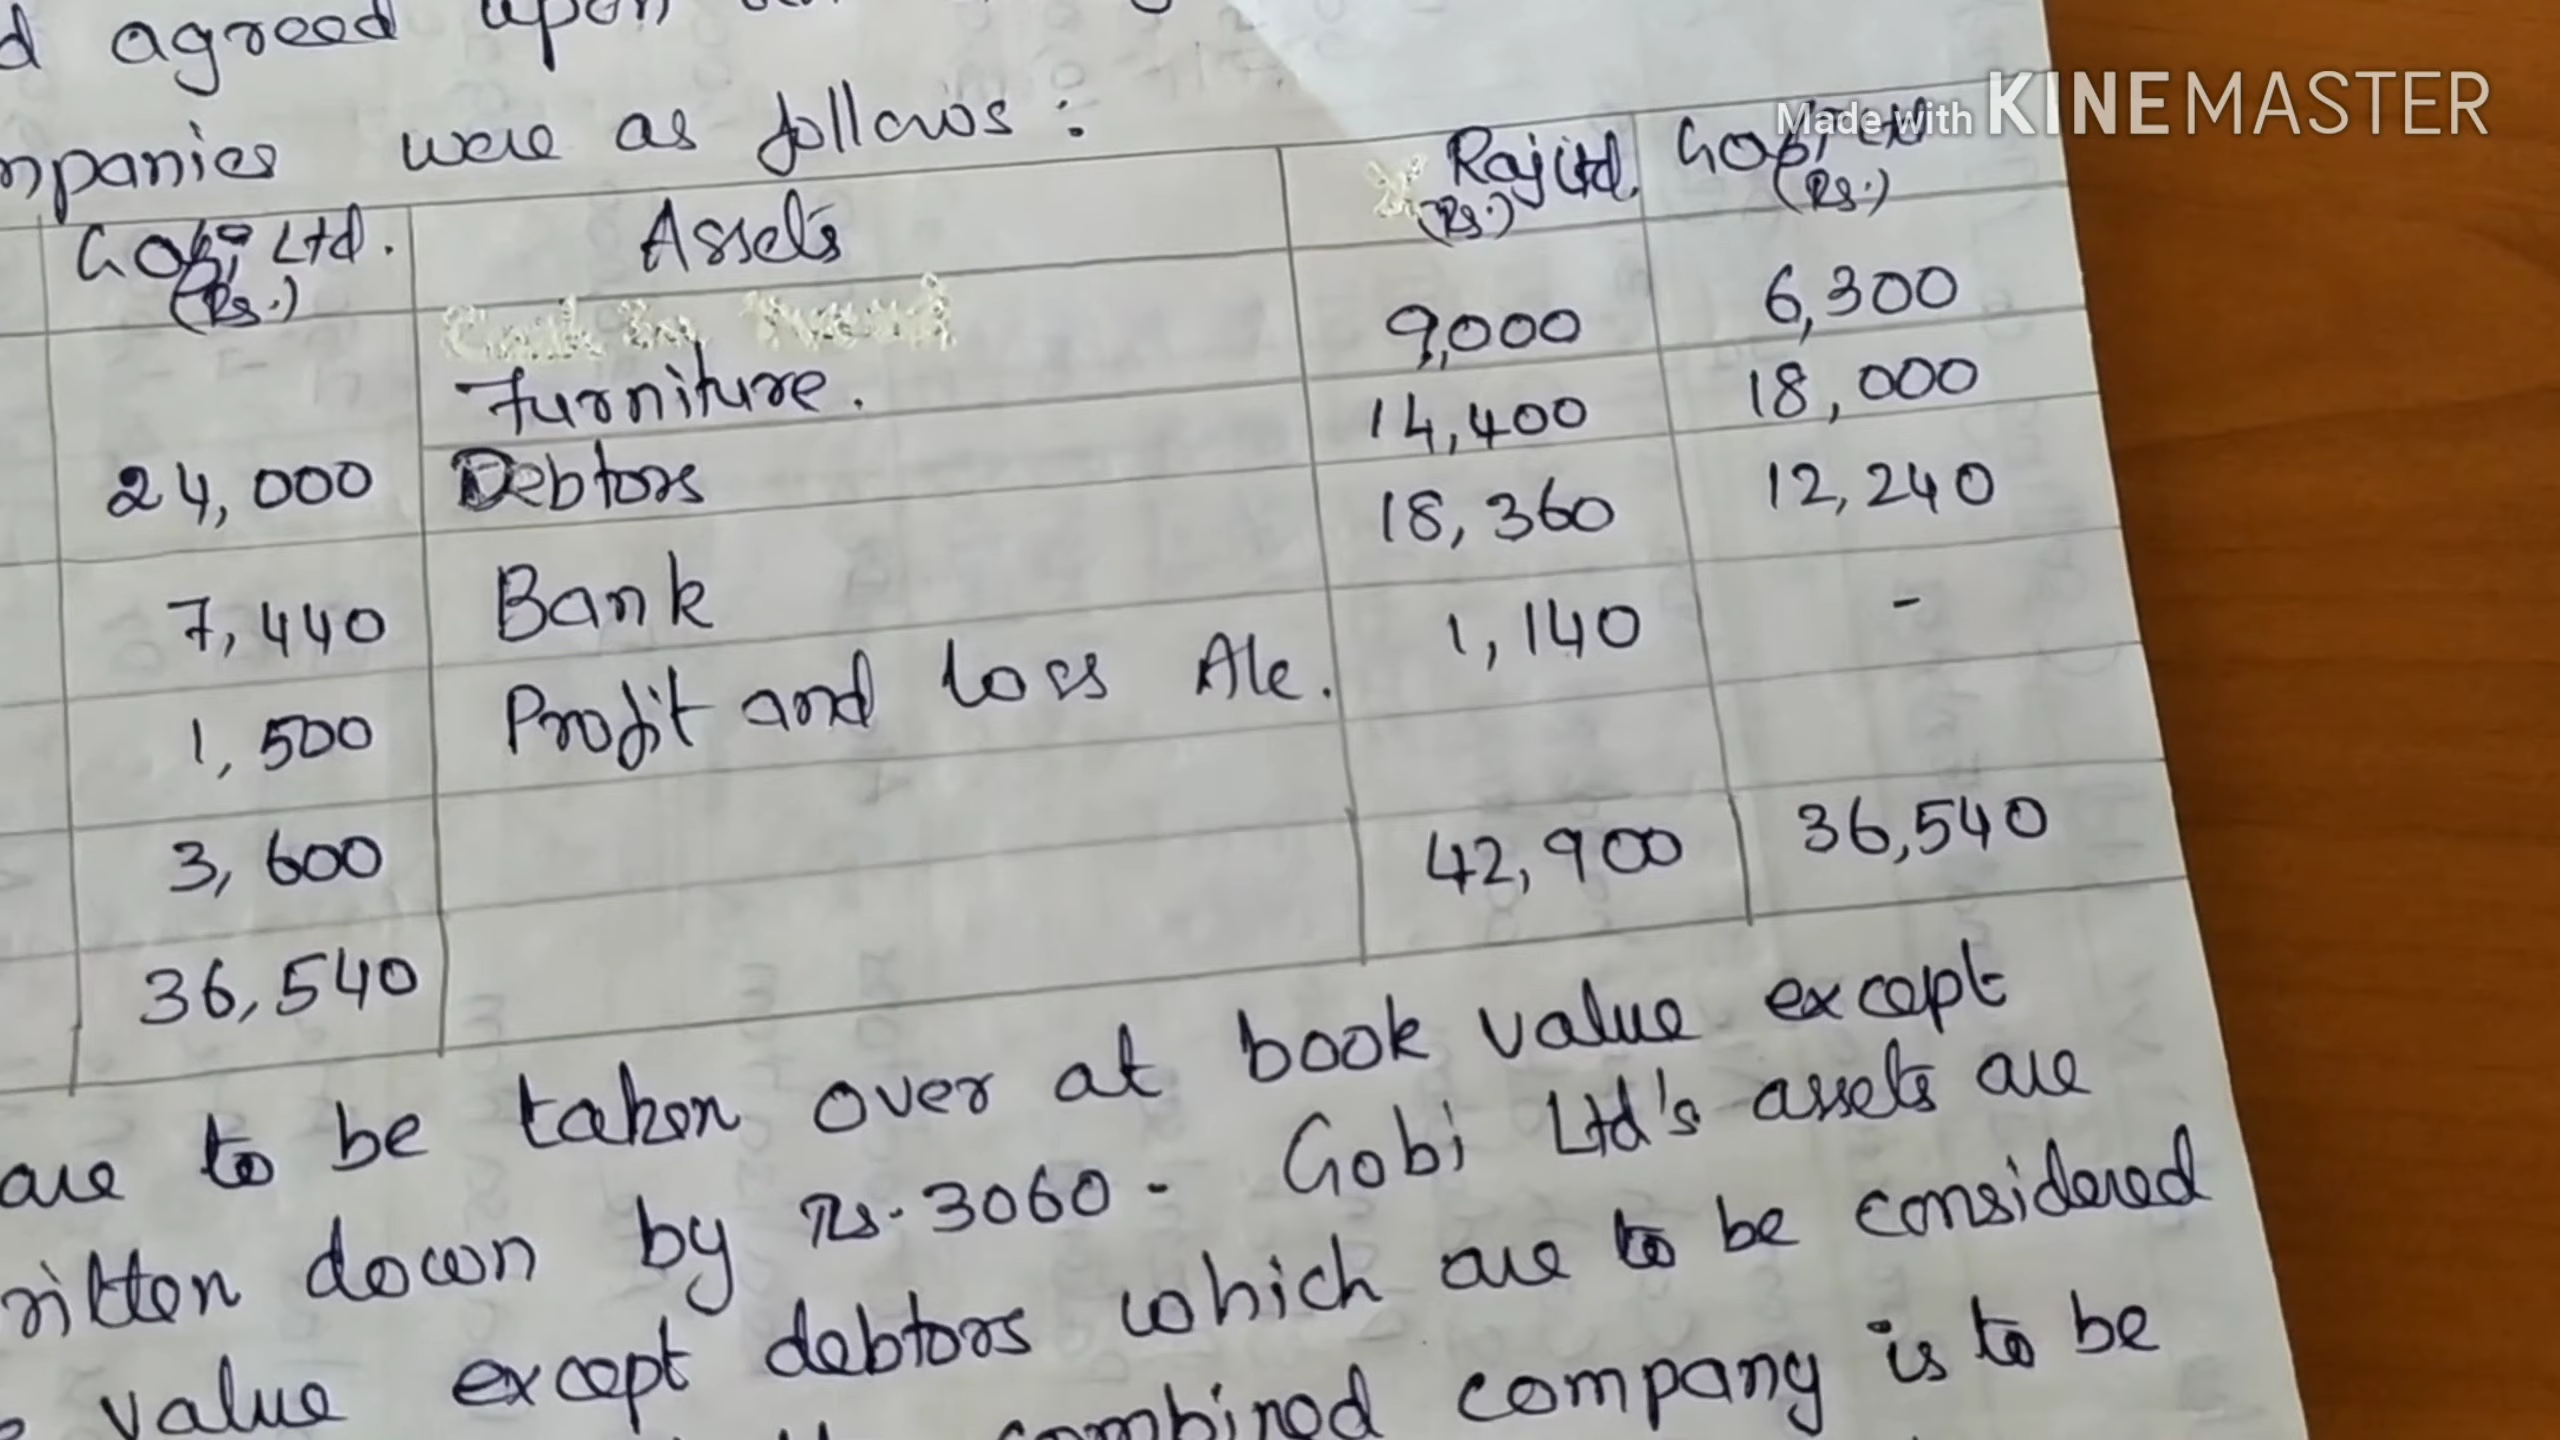 d agreed upon
Made with KINEMASTER
mpanies were as follows :
Gobi Ltd. (Rs.) Assets Raj Ltd. (Rs.) Gobi Ltd (Rs.)
Furniture. 9,000 6,300
24,000 Debtors 14,400 18,000
18,360 12,240
7,440 Bank 1,140 -
1,500 Profit and Loss A/c.
3,600 42,900 36,540
36,540
are to be taken over at book value except
ritten down by Rs. 3060 - Gobi Ltd's assets are
value except debtors which are to be considered
combined company is to be